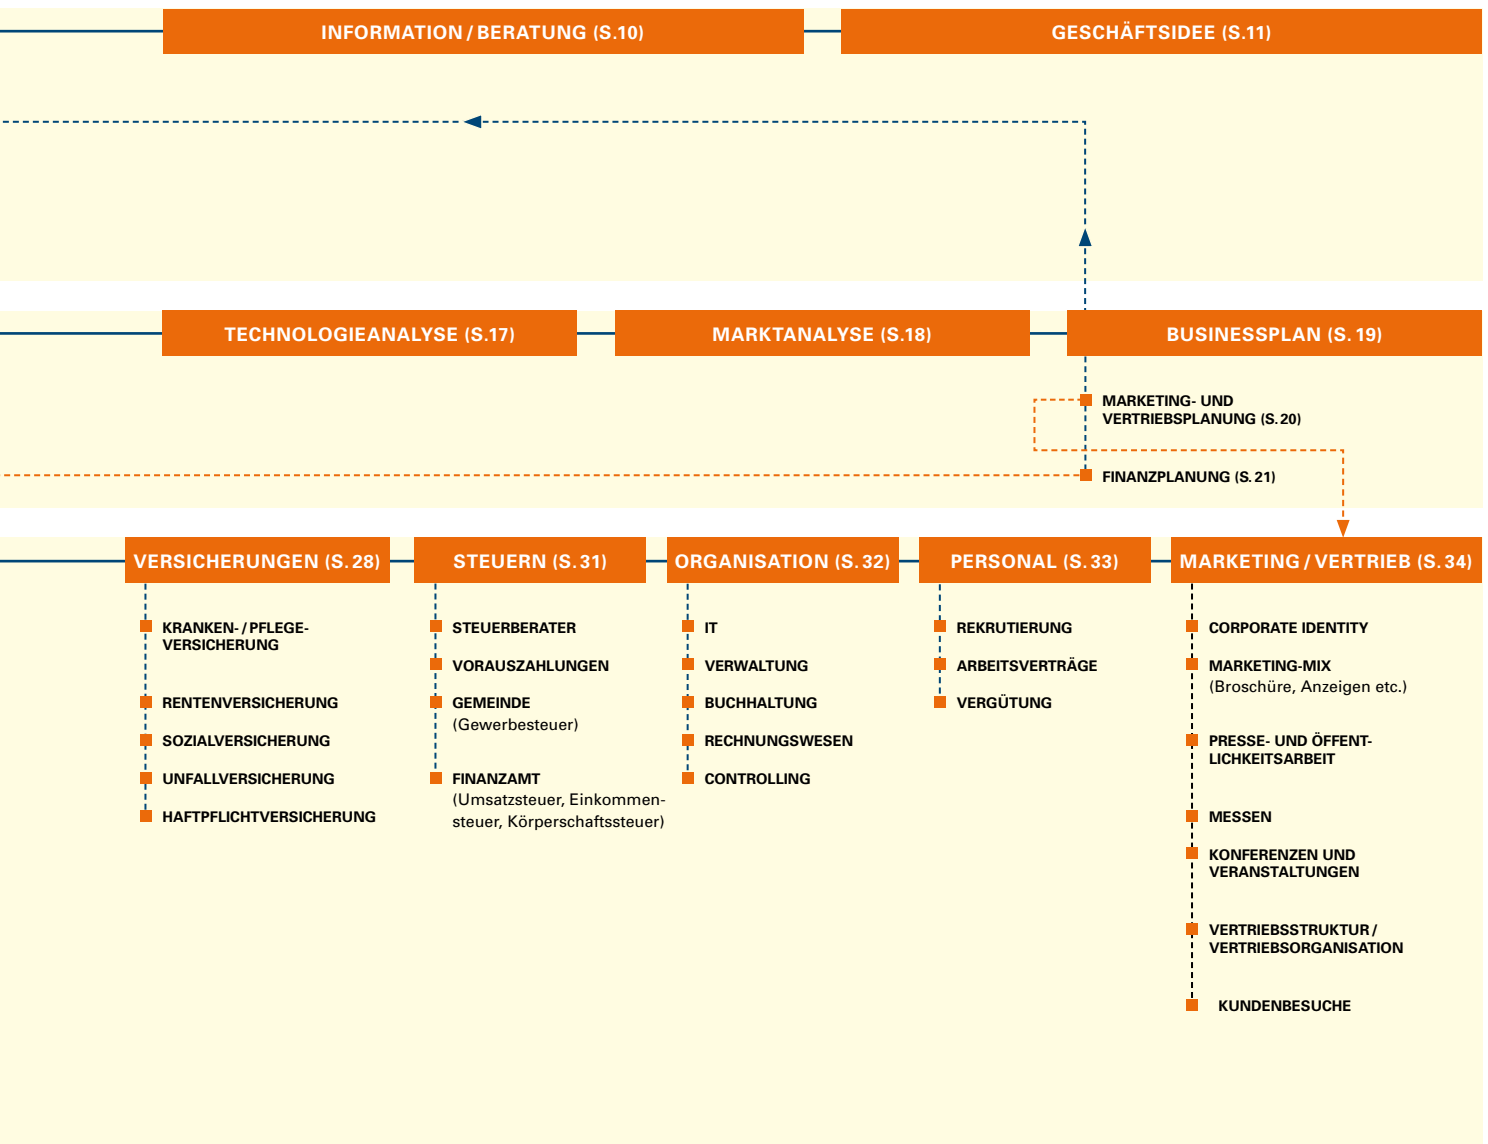 INFORMATION / BERATUNG (S.10)
GESCHÄFTSIDEE (S.11)
TECHNOLOGIEANALYSE (S.17)
MARKTANALYSE (S.18)
BUSINESSPLAN (S. 19)
MARKETING- UND
VERTRIEBSPLANUNG (S. 20)
FINANZPLANUNG (S. 21)
VERSICHERUNGEN (S. 28)
STEUERN (S. 31)
ORGANISATION (S. 32)
PERSONAL (S. 33)
MARKETING / VERTRIEB (S. 34)
KRANKEN- / PFLEGE-
VERSICHERUNG
RENTENVERSICHERUNG
SOZIALVERSICHERUNG
UNFALLVERSICHERUNG
HAFTPFLICHTVERSICHERUNG
STEUERBERATER
VORAUSZAHLUNGEN
GEMEINDE
(Gewerbesteuer)
FINANZAMT
(Umsatzsteuer, Einkommen-
steuer, Körperschaftssteuer)
IT
VERWALTUNG
BUCHHALTUNG
RECHNUNGSWESEN
CONTROLLING
REKRUTIERUNG
ARBEITSVERTRÄGE
VERGÜTUNG
CORPORATE IDENTITY
MARKETING-MIX
(Broschüre, Anzeigen etc.)
PRESSE- UND ÖFFENT-
LICHKEITSARBEIT
MESSEN
KONFERENZEN UND
VERANSTALTUNGEN
VERTRIEBSSTRUKTUR /
VERTRIEBSORGANISATION
KUNDENBESUCHE